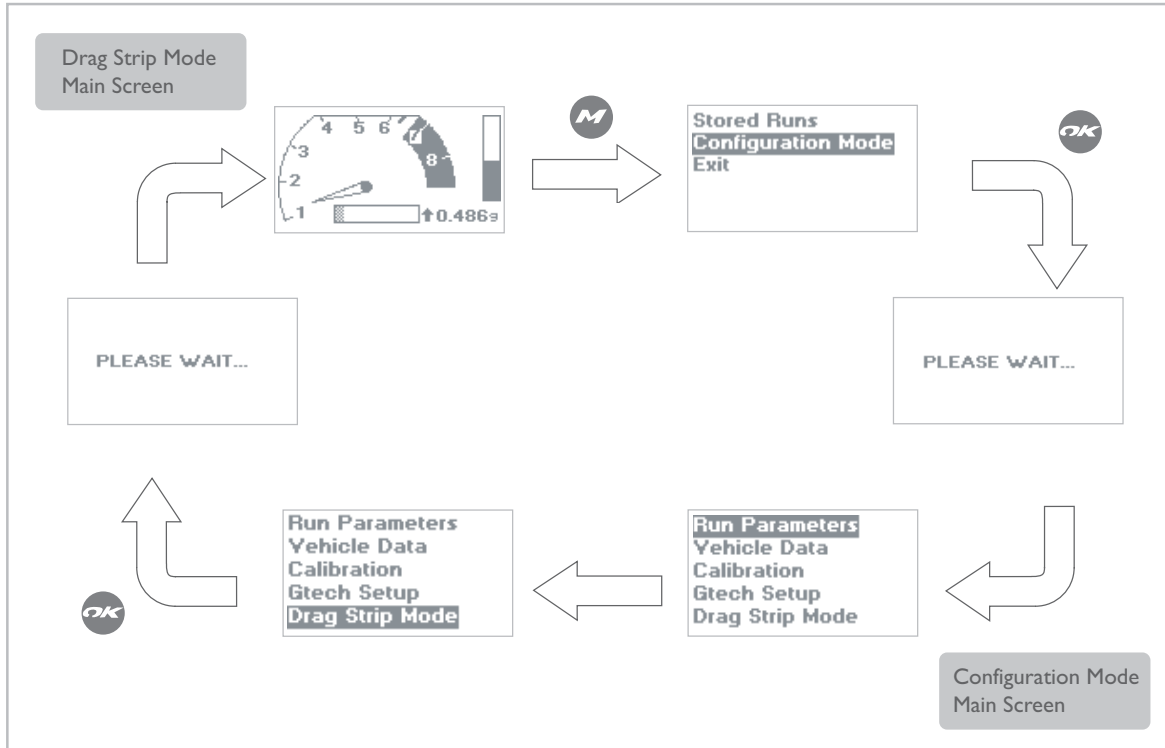 Drag Strip Mode
Main Screen
4 5 6 7
3
8
2
1
0.486g
M
Stored Runs
Configuration Mode
Exit
OK
PLEASE WAIT...
PLEASE WAIT...
Run Parameters
Vehicle Data
Calibration
Gtech Setup
Drag Strip Mode
Run Parameters
Vehicle Data
Calibration
Gtech Setup
Drag Strip Mode
OK
Configuration Mode
Main Screen